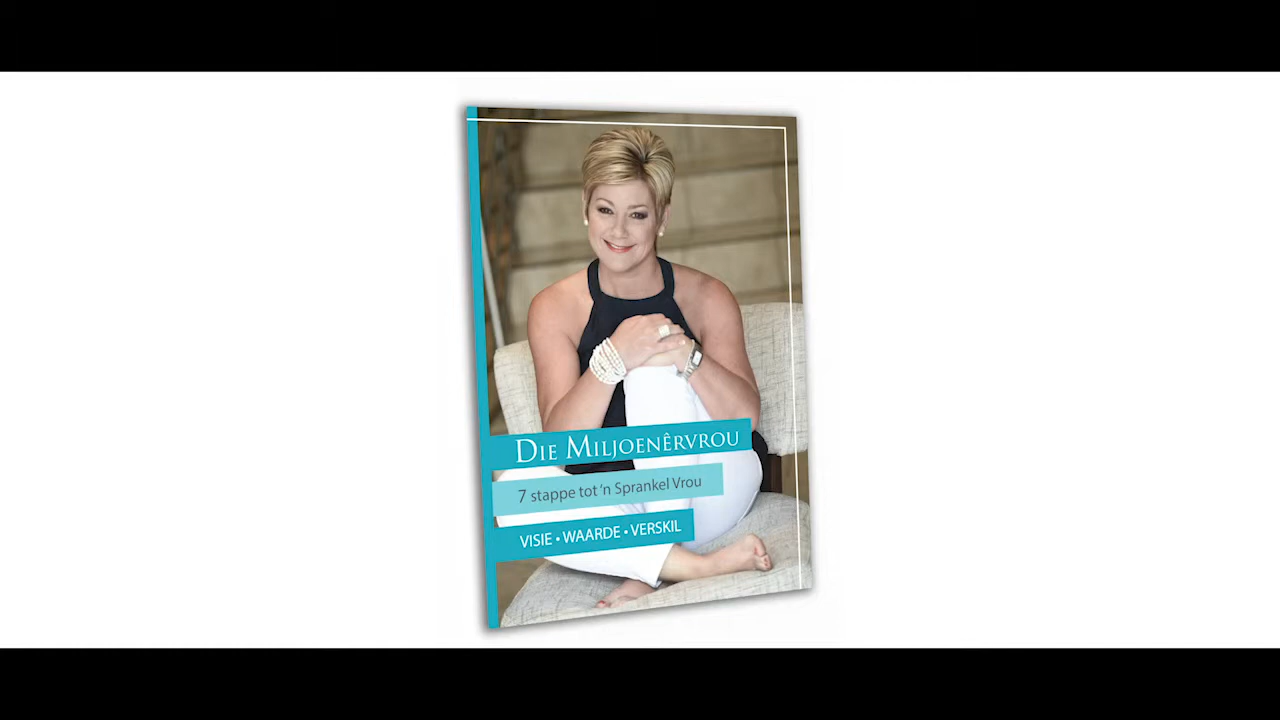 DIE MILJOENÊRVROU
7 stappe tot 'n Sprankel Vrou
VISIE • WAARDE • VERSKIL